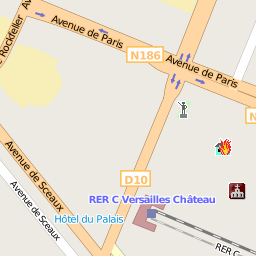 Rockfeller
Avenue de Paris
N186
Avenue de Paris
D10
Avenue de Sceaux
RER C Versailles Château
Hôtel du Palais
Avenue de Sceaux
RER C